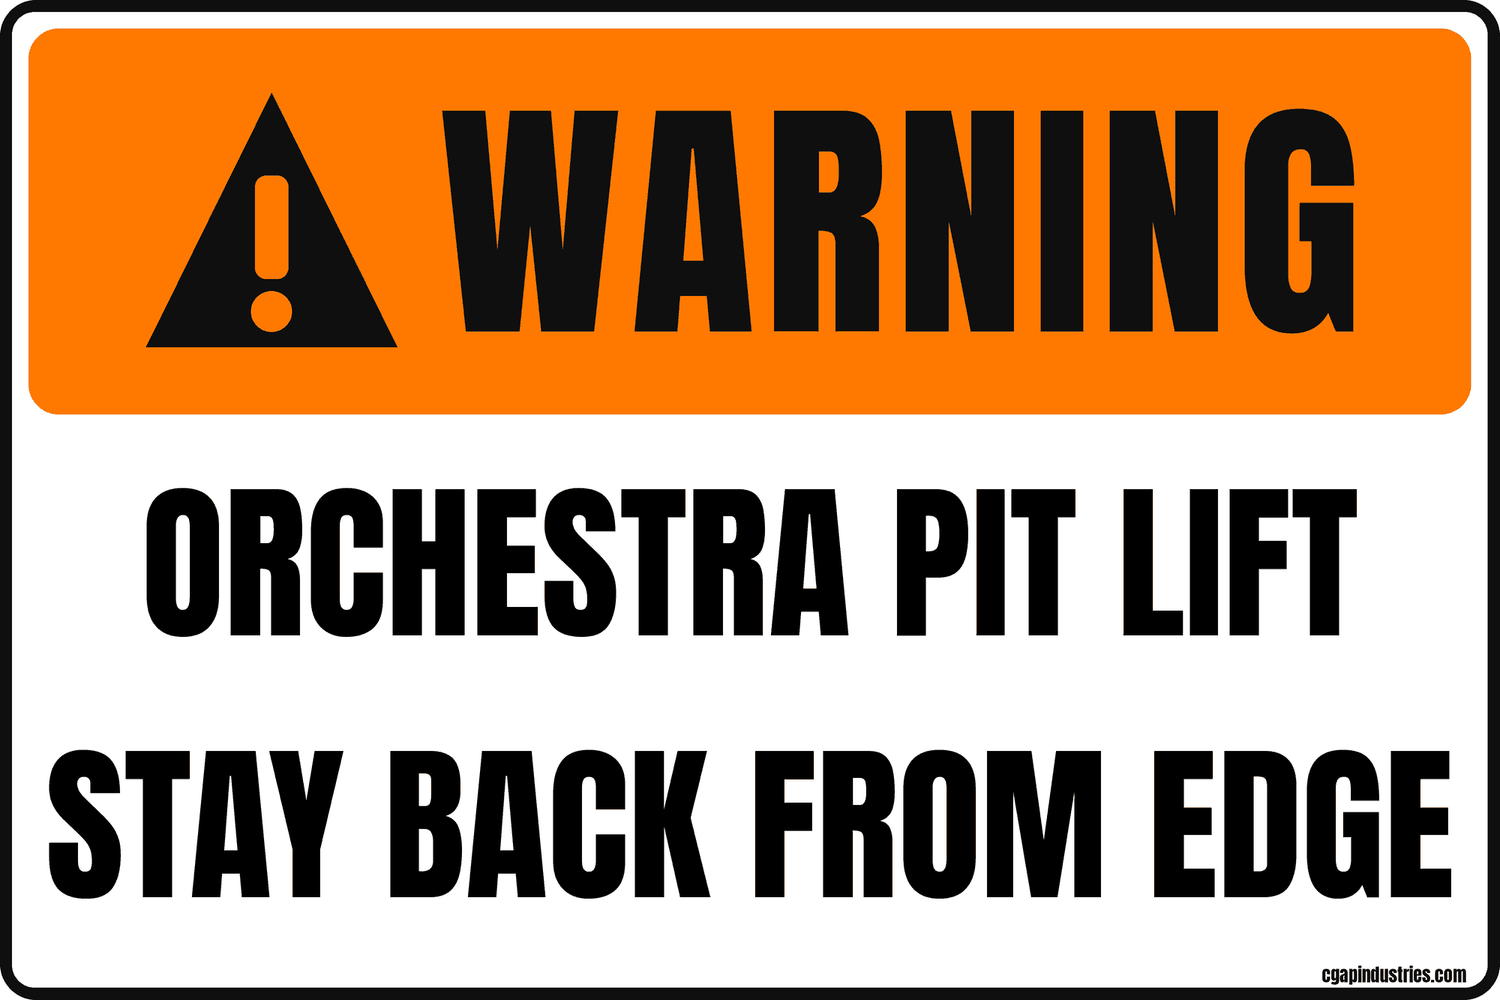 WARNING
ORCHESTRA PIT LIFT
STAY BACK FROM EDGE
cgapindustries.com